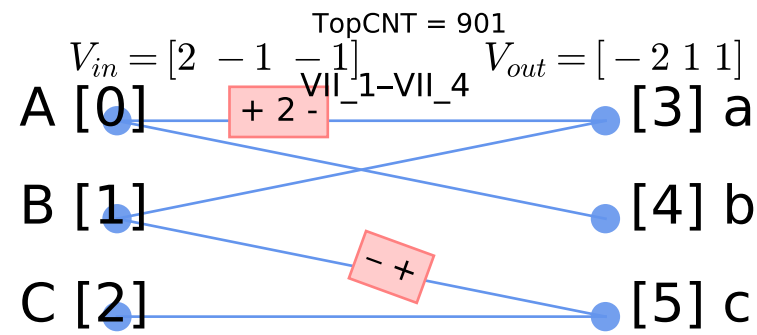 TopCNT = 901
V_in = [2 −1 −1] V_out = [−2 1 1]
VII_1–VII_4
A [0] + 2 - [3] a
B [1] [4] b
− +
C [2] [5] c